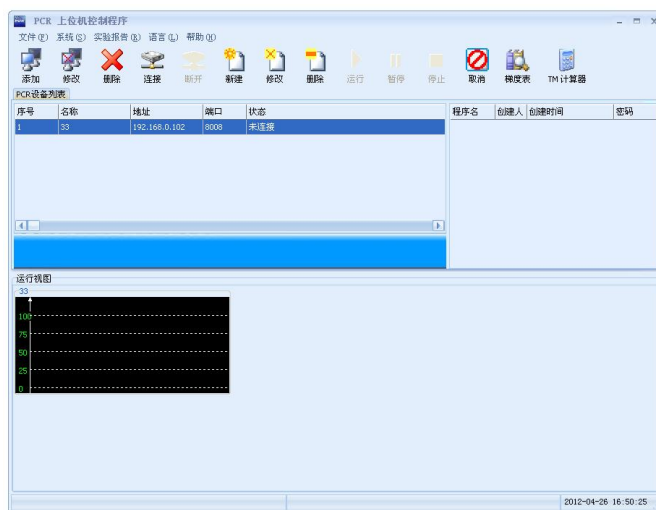 PCR 上位机控制程序
文件(F) 系统(S) 实验报告(R) 语言(L) 帮助(H)
添加 修改 删除 连接 断开 新建 修改 删除 运行 暂停 停止 取消 梯度表 TM计算器
PCR设备列表
序号 名称 地址 端口 状态 程序名 创建人 创建时间 密码
1 33 192.168.0.102 8008 未连接
运行视图
33
100
75
50
25
0
2012-04-26 16:50:25